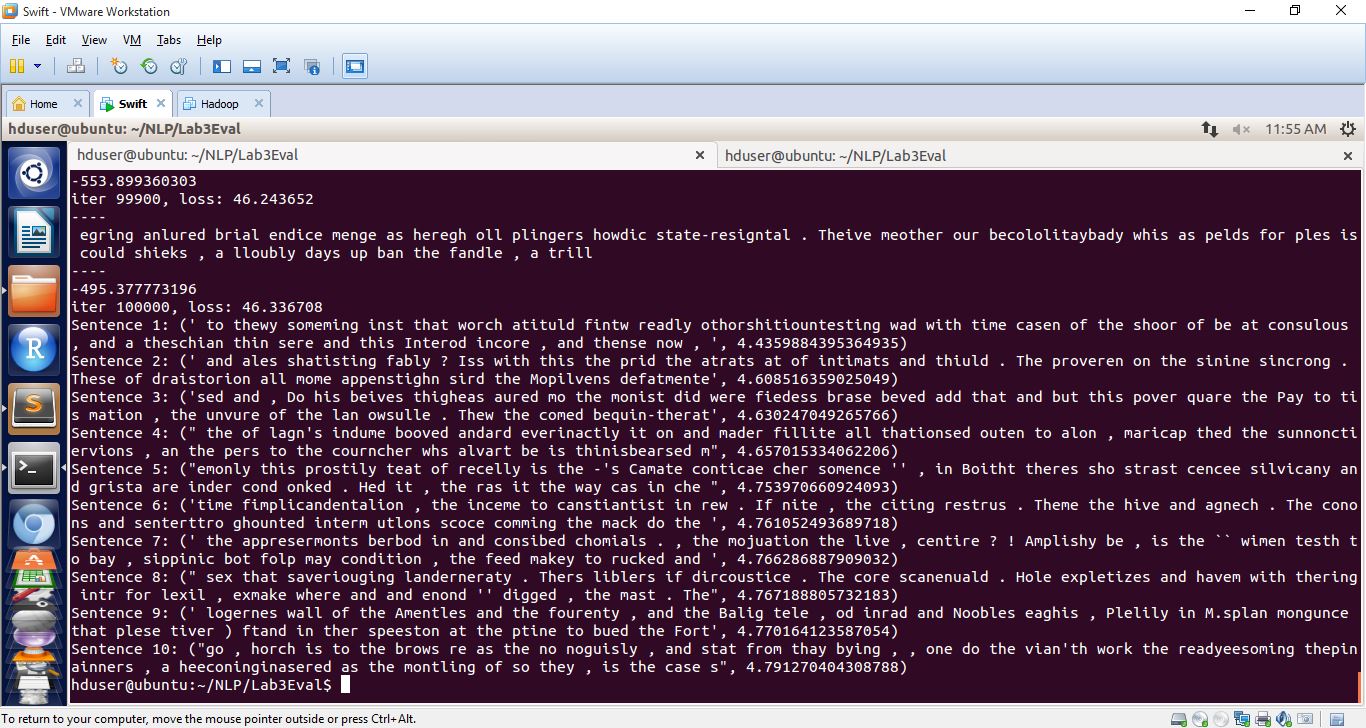 Swift - VMware Workstation
File Edit View VM Tabs Help
Home Swift Hadoop
hduser@ubuntu: ~/NLP/Lab3Eval 11:55 AM
hduser@ubuntu: ~/NLP/Lab3Eval hduser@ubuntu: ~/NLP/Lab3Eval
-553.899360303
iter 99900, loss: 46.243652
----
egring anlured brial endice menge as heregh oll plingers howdic state-resigntal . Theive meother our becololitaybady whis as pelds for ples is
could shieks , a lloubly days up ban the fandle , a trill
----
-495.377773196
iter 100000, loss: 46.336708
Sentence 1: (' to thewy someming inst that worch atituld fintw readly othorshitiountesting wad with time casen of the shoor of be at consulous
, and a theschian thin sere and this Interod incore , and thense now , ', 4.4359884395364935)
Sentence 2: (' and ales shatisting fably ? Iss with this the prid the atrats at of intimats and thiuld . The proveren on the sinine sincrong .
These of draistorion all mome appenstighn sird the Mopilvens defatmente', 4.608516359025049)
Sentence 3: ('sed and , Do his beives thigheas aured mo the monist did were fiedess brase beved add that and but this pover quare the Pay to ti
s mation , the unvure of the lan owsulle . Thew the comed bequin-therat', 4.630247049265766)
Sentence 4: (" the of lagn's indume booved andard everinactly it on and mader fillite all thationsed outen to alon , maricap thed the sunnoncti
ervions , an the pers to the courncher whs alvart be is thinisbearsed m", 4.657015334062206)
Sentence 5: ("emonly this prostily teat of recelly is the -'s Camate conticae cher somence '' , in Boitht theres sho strast cencee silvicany an
d grista are inder cond onked . Hed it , the ras it the way cas in che ", 4.753970660924093)
Sentence 6: ('time fimplicandentalion , the inceme to canstiantist in rew . If nite , the citing restrus . Theme the hive and agnech . The cono
ns and senterttro ghounted interm utlons scoce comming the mack do the ', 4.761052493689718)
Sentence 7: (' the appresermonts berbod in and consibed chomials . , the mojuation the live , centire ? ! Amplishy be , is the `` wimen testh t
o bay , sippinic bot folp may condition , the feed makey to rucked and ', 4.766286887909032)
Sentence 8: (" sex that saveriouging landerneraty . Thers liblers if dircoustice . The core scanenuald . Hole expletizes and havem with thering
intr for lexil , exmake where and and enond '' digged , the mast . The", 4.767188805732183)
Sentence 9: (' logernes wall of the Amentles and the fourenty , and the Balig tele , od inrad and Noobles eaghis , Plelily in M.splan mongunce
that plese tiver ) ftand in ther speeston at the ptine to bued the Fort', 4.770164123587054)
Sentence 10: ("go , horch is to the brows re as the no noguisly , and stat from thay bying , , one do the vian'th work the readyeesoming thepin
ainners , a heeconinginasered as the montling of so they , is the case s", 4.791270404308788)
hduser@ubuntu:~/NLP/Lab3Eval$
To return to your computer, move the mouse pointer outside or press Ctrl+Alt.